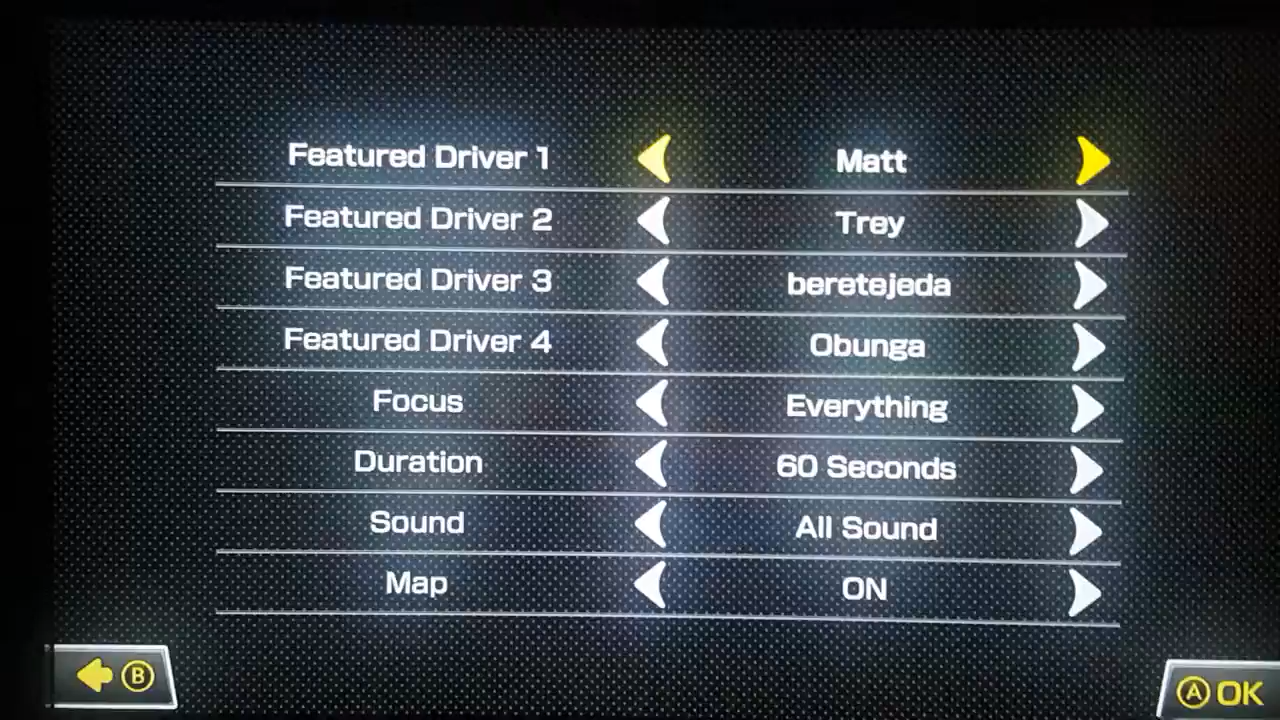 Featured Driver 1 Matt
Featured Driver 2 Trey
Featured Driver 3 beretejeda
Featured Driver 4 Obunga
Focus Everything
Duration 60 Seconds
Sound All Sound
Map ON
B A OK